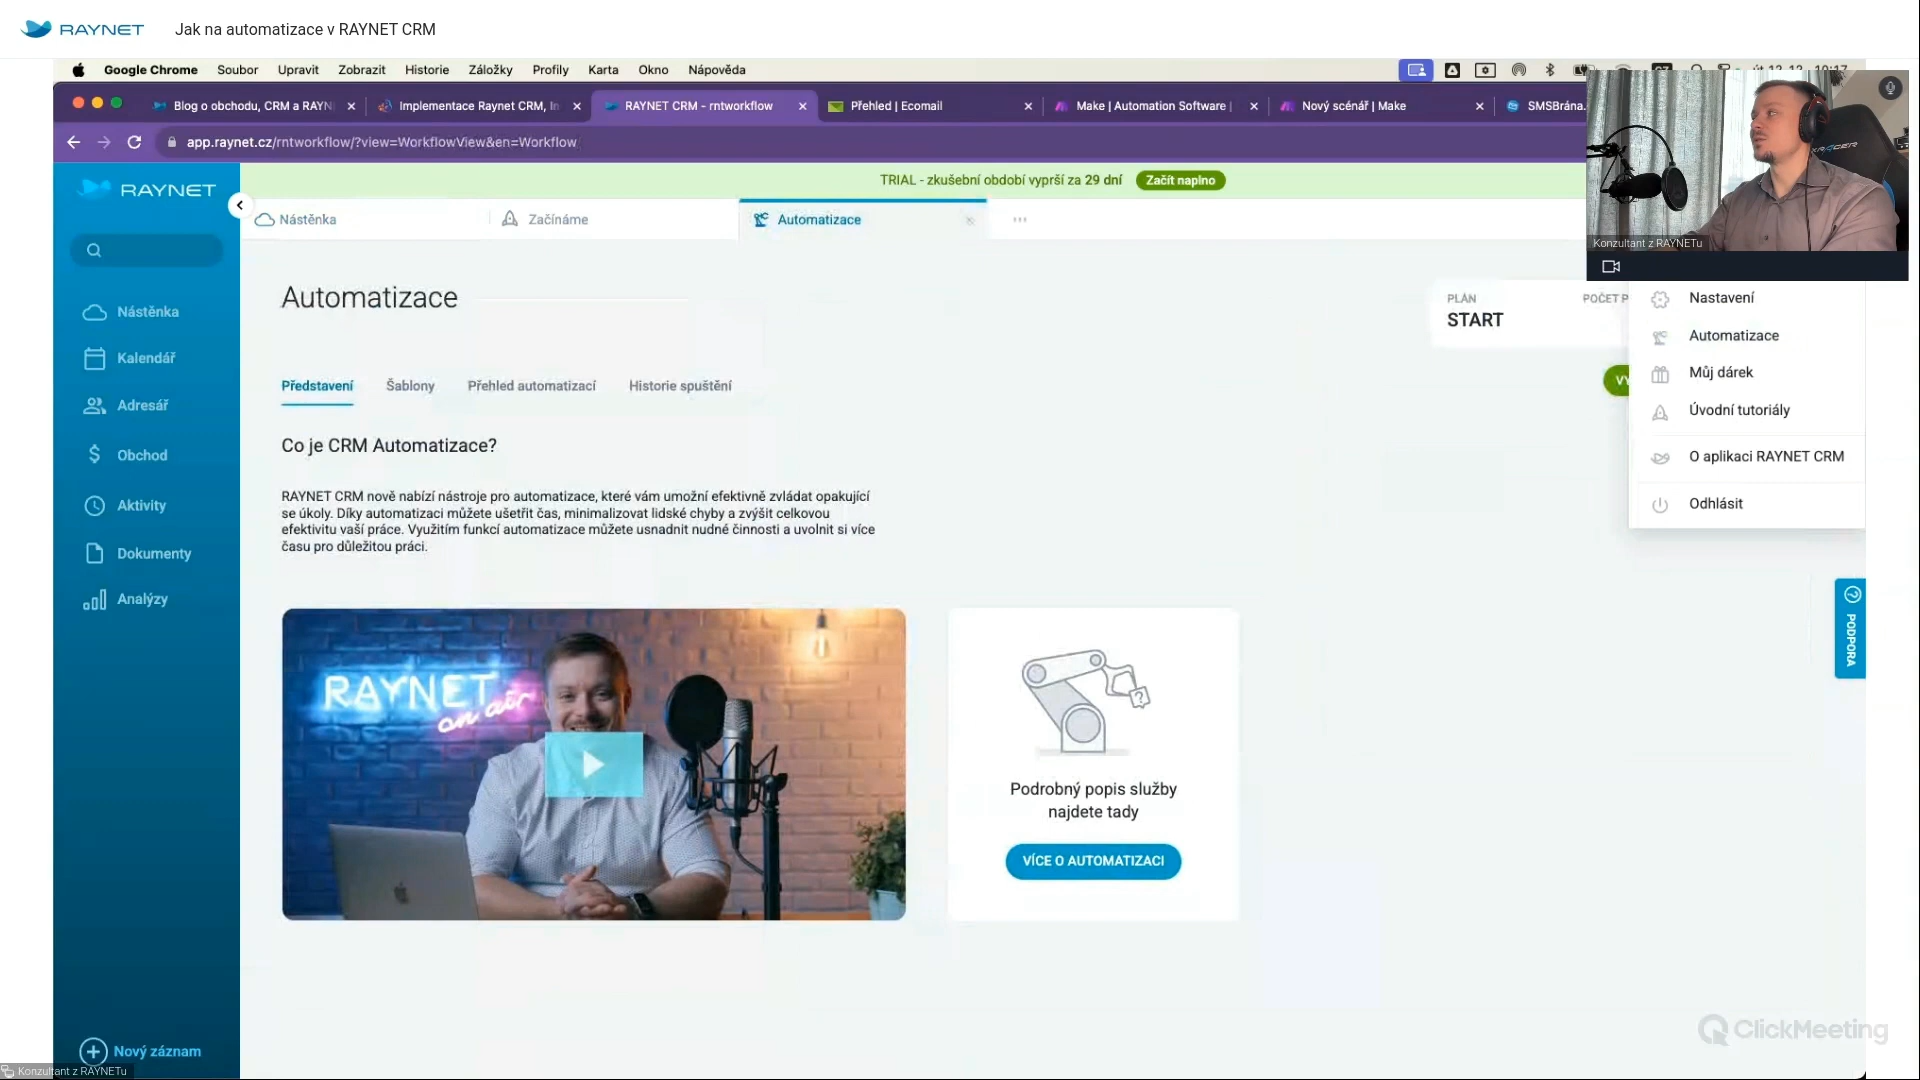 RAYNET
Jak na automatizace v RAYNET CRM
Google Chrome Soubor Upravit Zobrazit Historie Záložky Profily Karta Okno Nápověda
Blog o obchodu, CRM a RAYN
Implementace Raynet CRM, In
RAYNET CRM - rntworkflow
Přehled | Ecomail
Make | Automation Software |
Nový scénář | Make
SMSBrána.
app.raynet.cz/rntworkflow/?view=WorkflowView&en=Workflow
Konzultant z RAYNETu
RAYNET
TRIAL - zkušební období vyprší za 29 dní
Začít naplno
Nástěnka
Začínáme
Automatizace
Nástěnka
Kalendář
Adresář
Obchod
Aktivity
Dokumenty
Analýzy
Nový záznam
Automatizace
PLÁN
START
POČET P
VY
Nastavení
Automatizace
Můj dárek
Úvodní tutoriály
O aplikaci RAYNET CRM
Odhlásit
Představení
Šablony
Přehled automatizací
Historie spuštění
Co je CRM Automatizace?
RAYNET CRM nově nabízí nástroje pro automatizace, které vám umožní efektivně zvládat opakující
se úkoly. Díky automatizaci můžete ušetřit čas, minimalizovat lidské chyby a zvýšit celkovou
efektivitu vaší práce. Využitím funkcí automatizace můžete usnadnit nudné činnosti a uvolnit si více
času pro důležitou práci.
RAYNET
on air
Podrobný popis služby
najdete tady
VÍCE O AUTOMATIZACI
PODPORA
ClickMeeting
Konzultant z RAYNETu